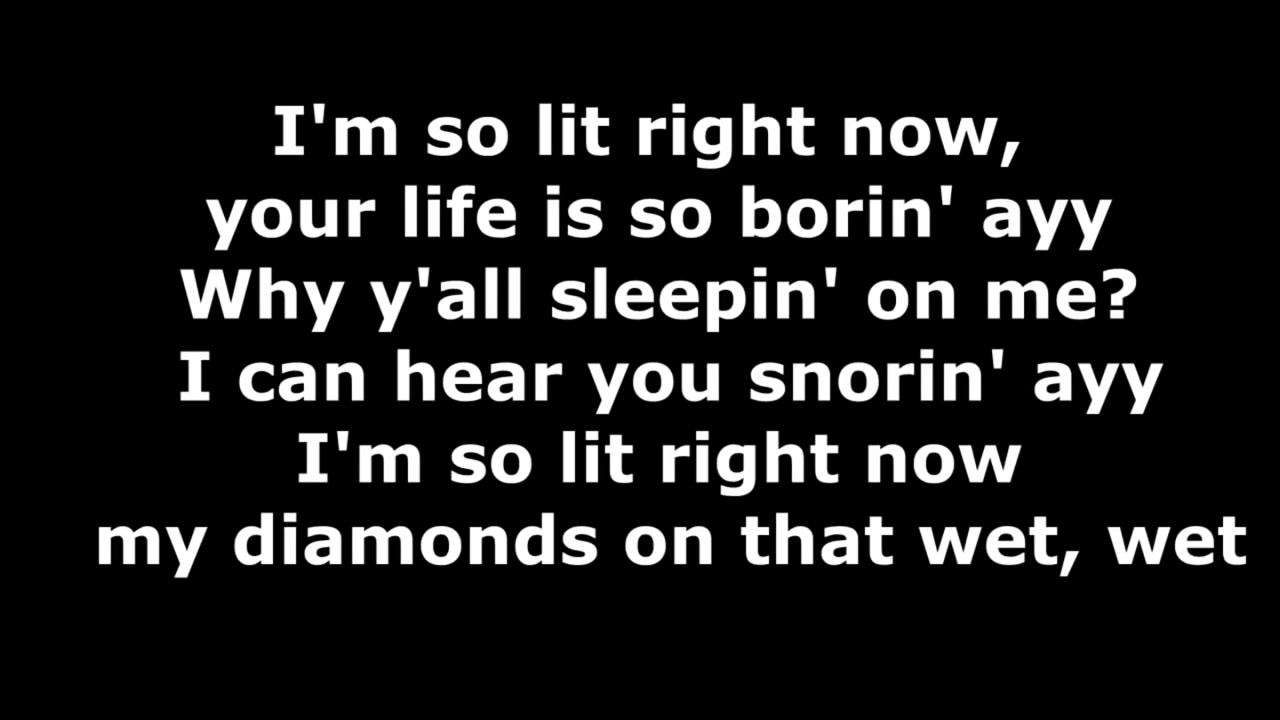 I'm so lit right now,
your life is so borin' ayy
Why y'all sleepin' on me?
I can hear you snorin' ayy
I'm so lit right now
my diamonds on that wet, wet